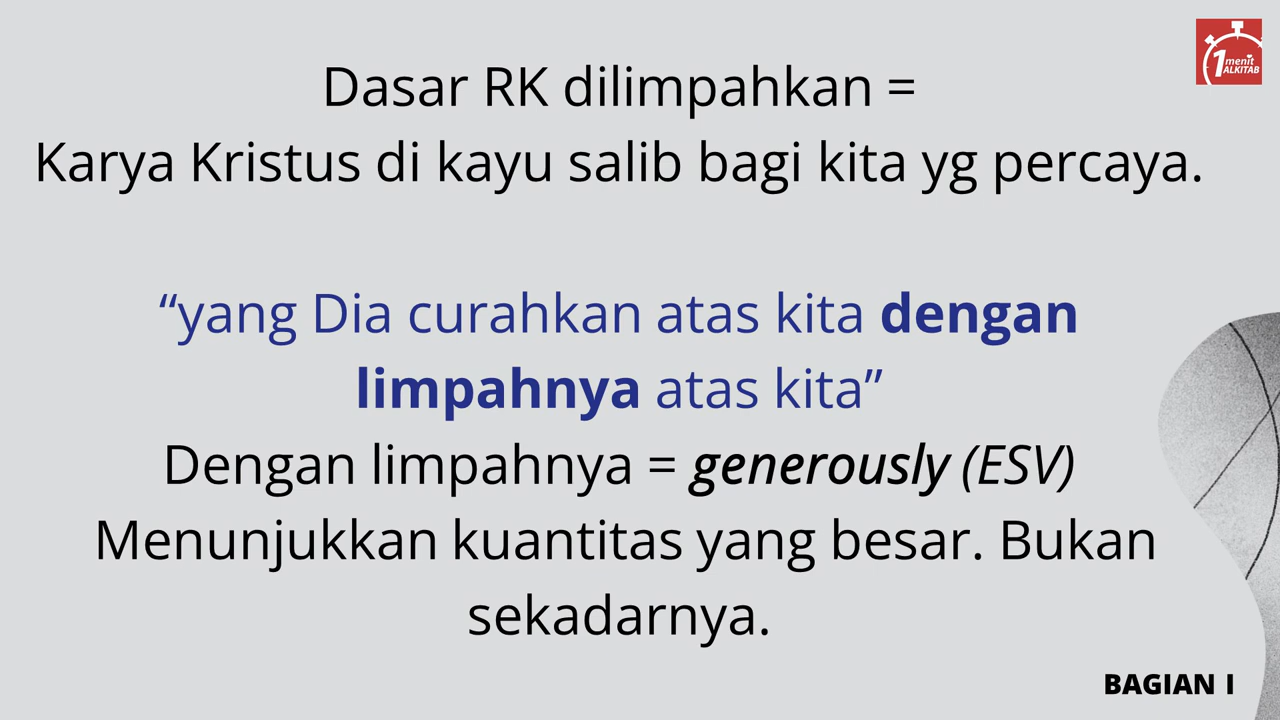 1 menit
ALKITAB
Dasar RK dilimpahkan =
Karya Kristus di kayu salib bagi kita yg percaya.
“yang Dia curahkan atas kita dengan
limpahnya atas kita”
Dengan limpahnya = generously (ESV)
Menunjukkan kuantitas yang besar. Bukan
sekadarnya.
BAGIAN I